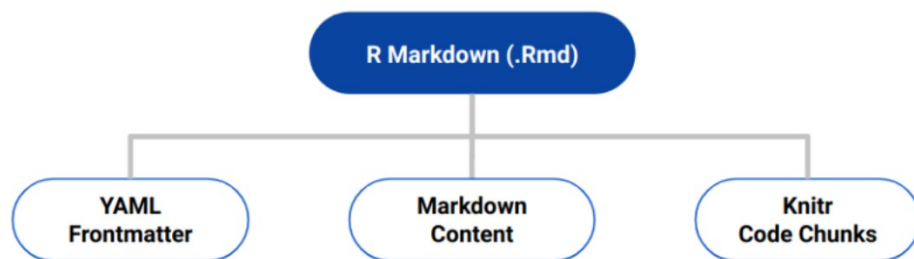 R Markdown (.Rmd)
YAML
Frontmatter
Markdown
Content
Knitr
Code Chunks